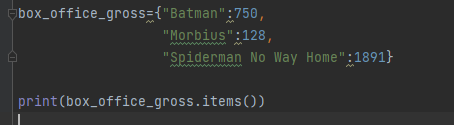 box_office_gross={"Batman":750,
"Morbius":128,
"Spiderman No Way Home":1891}
print(box_office_gross.items())